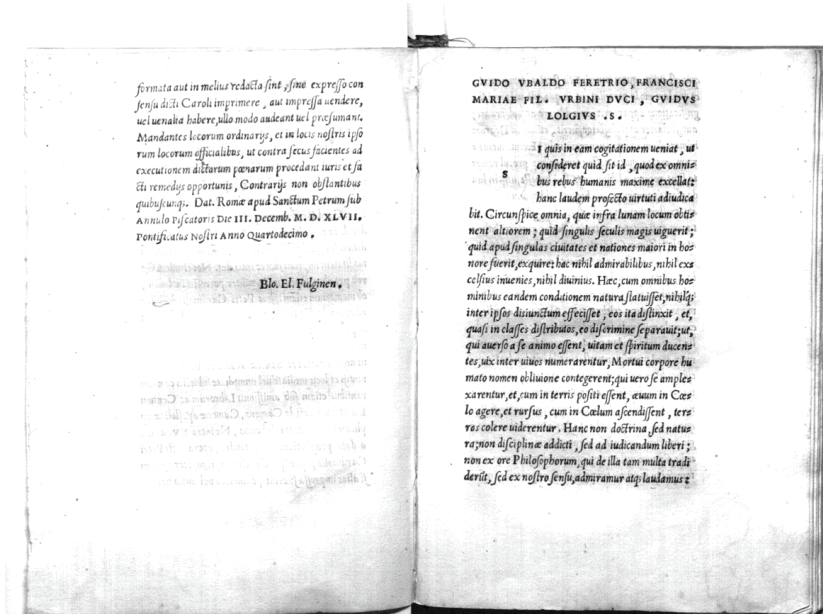 formata aut in melius redacta sint, sine expresso con
sensu dicti Caroli imprimere, aut impressa uendere,
uel uenalia habere, ullo modo audeant uel præsumant.
Mandantes locorum ordinarijs, et in locis nostris ipso
rum locorum officialibus, ut contra secus facientes ad
executionem dictarum pœnarum procedant iuris et fa
cti remedijs opportunis, Contrarijs non obstantibus
quibuscunq;. Dat. Romæ apud Sanctum Petrum sub
Annulo Piscatoris Die III. Decemb. M. D. XLVII.
Pontificatus Nostri Anno Quartodecimo.
Blo. El. Fulginen.
GVIDO VBALDO FERETRIO, FRANCISCI
MARIAE FIL. VRBINI DVCI, GVIDVS
LOLGIVS .S.
SI quis in eam cogitationem ueniat, ut
consideret quid sit id, quod ex omni=
bus rebus humanis maxime excellat:
hanc laudem profecto uirtuti adiudica
bit. Circunspice omnia, quæ infra lunam locum obti=
nent altiorem; quid singulis seculis magis uiguerit;
quid apud singulas ciuitates et nationes maiori in ho=
nore fuerit, exquire: hac nihil admirabilibus, nihil ex=
celsius inuenies, nihil diuinius. Hæc, cum omnibus ho=
minibus eandem conditionem natura statuisset, nihilq;
inter ipsos disiunctum effecisset, eos ita distinxit, et,
quasi in classes distributos, eo discrimine separauit; ut,
qui auerso a se animo essent, uitam et spiritum ducen=
tes, uix inter uiuos numerarentur, Mortui corpore hu
mato nomen obliuione contegerent; qui uero se ample=
xarentur, et, cum in terris positi essent, æuum in Cœ=
lo agere, et rursus, cum in Cœlum ascendissent, ter=
ras colere uiderentur. Hanc non doctrina, sed natu=
ra; non disciplinæ addicti, sed ad iudicandum liberi;
non ex ore Philosophorum, qui de illa tam multa tradi
derũt, sed ex nostro sensu, admiramur atq; laudamus: